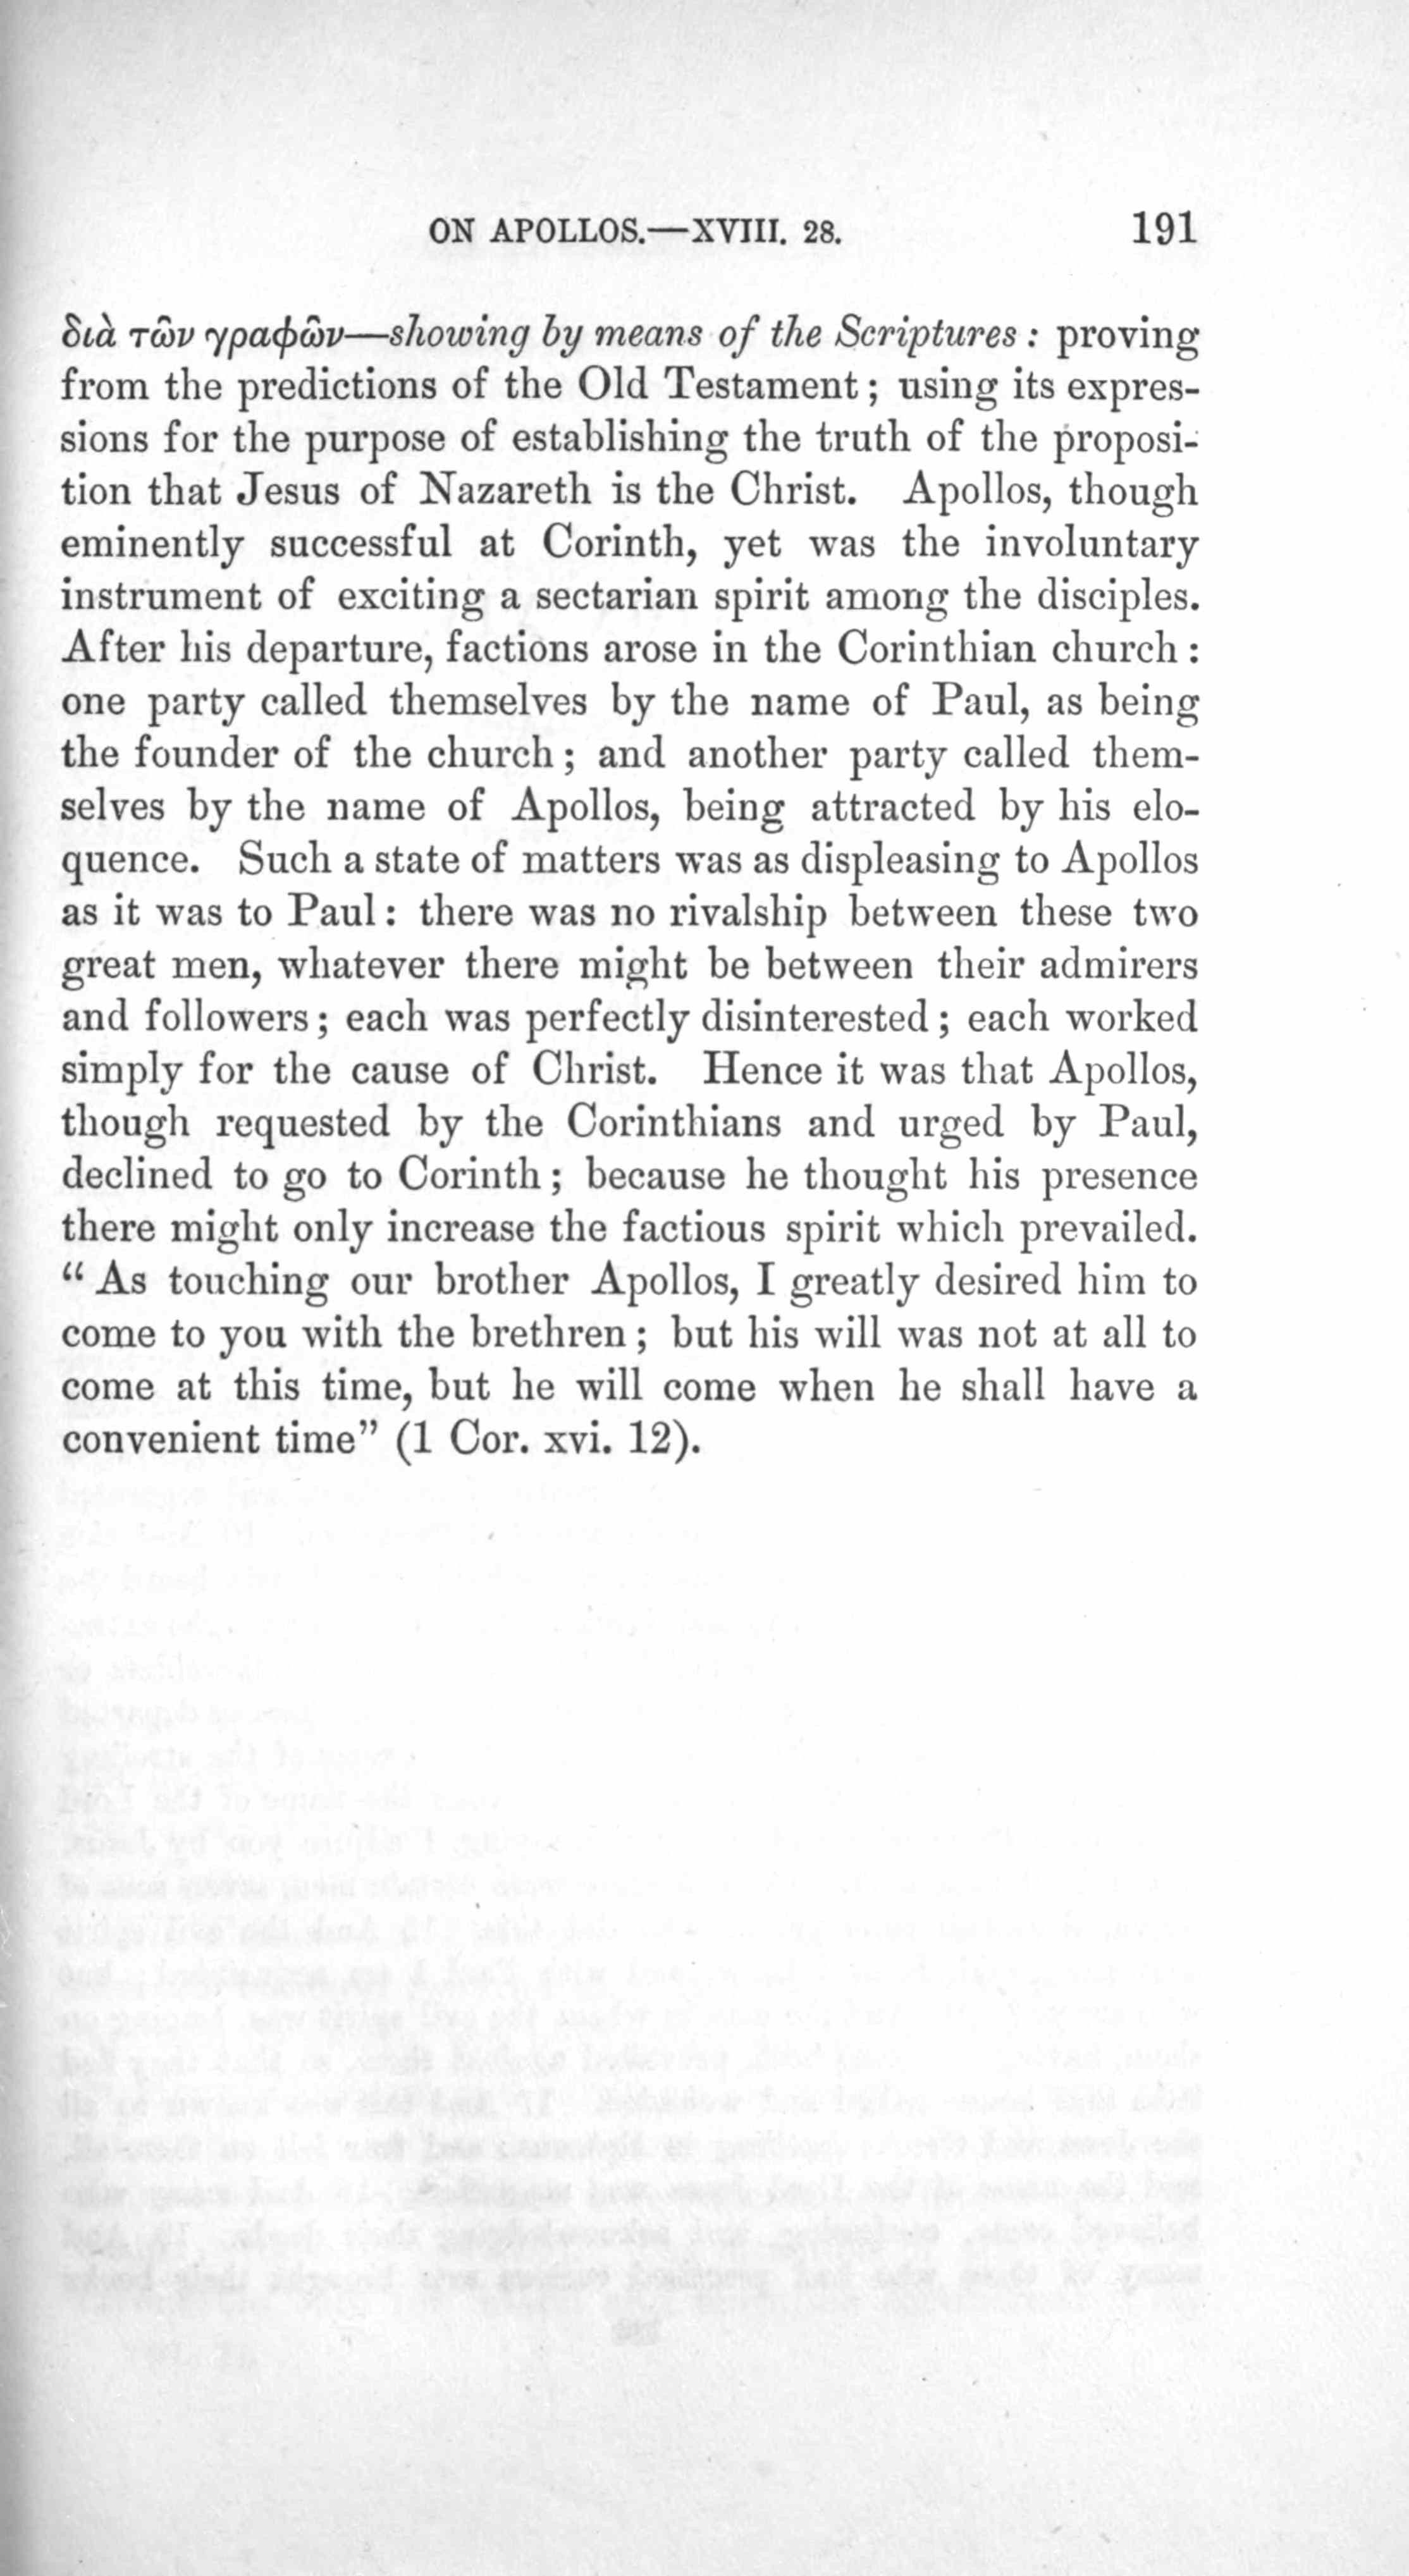 ON APOLLOS.—XVIII. 28. 191
διὰ τῶν γραφῶν—showing by means of the Scriptures: proving
from the predictions of the Old Testament; using its expres-
sions for the purpose of establishing the truth of the proposi-
tion that Jesus of Nazareth is the Christ. Apollos, though
eminently successful at Corinth, yet was the involuntary
instrument of exciting a sectarian spirit among the disciples.
After his departure, factions arose in the Corinthian church:
one party called themselves by the name of Paul, as being
the founder of the church; and another party called them-
selves by the name of Apollos, being attracted by his elo-
quence. Such a state of matters was as displeasing to Apollos
as it was to Paul: there was no rivalship between these two
great men, whatever there might be between their admirers
and followers; each was perfectly disinterested; each worked
simply for the cause of Christ. Hence it was that Apollos,
though requested by the Corinthians and urged by Paul,
declined to go to Corinth; because he thought his presence
there might only increase the factious spirit which prevailed.
“As touching our brother Apollos, I greatly desired him to
come to you with the brethren; but his will was not at all to
come at this time, but he will come when he shall have a
convenient time” (1 Cor. xvi. 12).